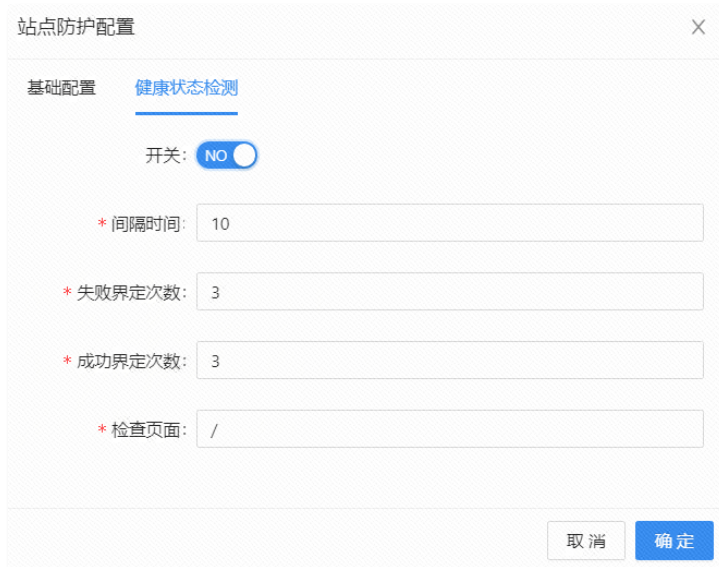 站点防护配置
基础配置 健康状态检测
开关: NO
* 间隔时间: 10
* 失败界定次数: 3
* 成功界定次数: 3
* 检查页面: /
取 消 确 定